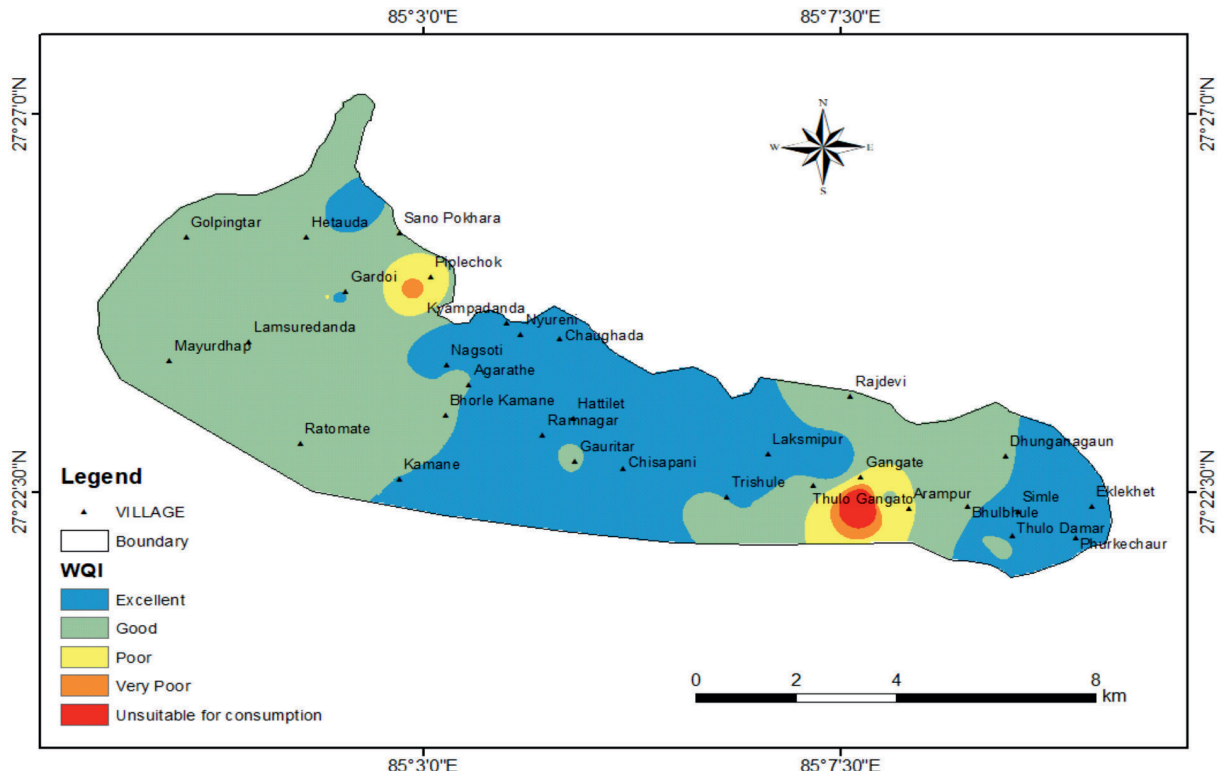 85°3'0"E
85°7'30"E
27°27'0"N
27°27'0"N
N
W
E
S
Golpingtar
Hetauda
Sano Pokhara
Gardoi
Piplechok
Kyampadanda
Nyureni
Lamsuredanda
Chaughada
Mayurdhap
Nagsoti
Agarathe
Rajdevi
Bhorle Kamane
Hattilet
Ramnagar
Ratomate
Gauritar
Laksmipur
Dhunganagaun
Kamane
Chisapani
Gangate
27°22'30"N
27°22'30"N
Trishule
Thulo Gangato
Arampur
Simle
Eklekhet
Bhulbhule
Thulo Damar
Phurkechaur
Legend
VILLAGE
Boundary
WQI
Excellent
Good
Poor
Very Poor
Unsuitable for consumption
0 2 4 8
km
85°3'0"E
85°7'30"E